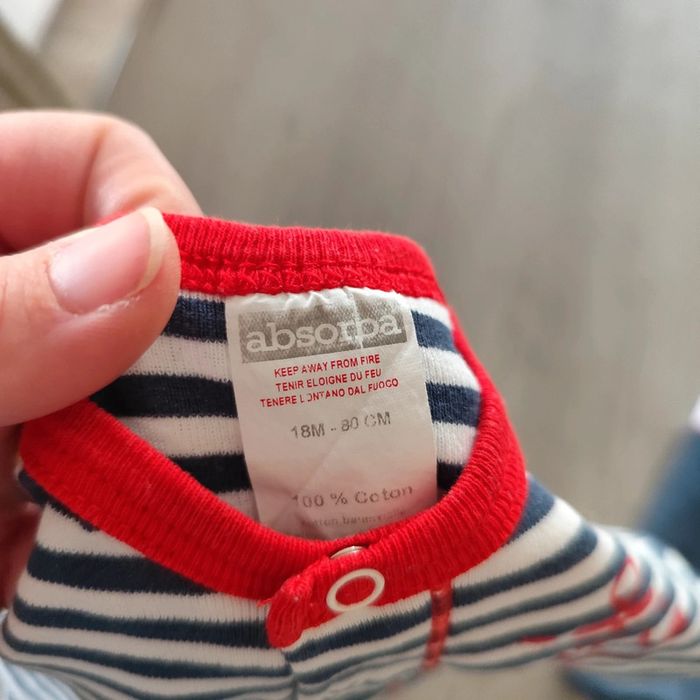 absorba
KEEP AWAY FROM FIRE
TENIR ELOIGNE DU FEU
TENERE LONTANO DAL FUOCO
18M - 80 CM
100 % Coton